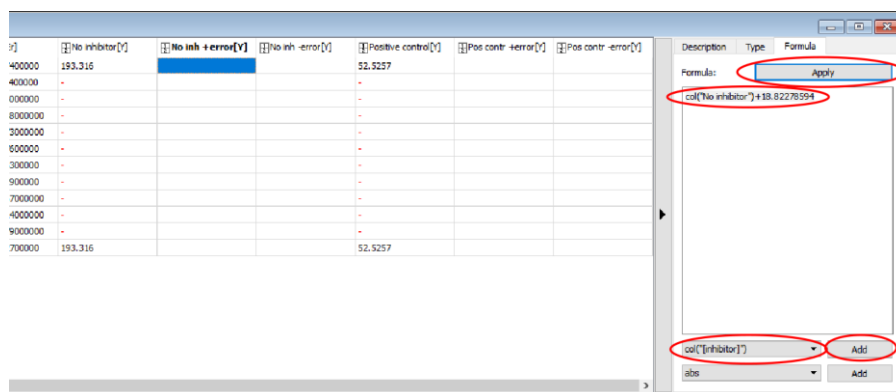 r] No inhibitor[Y] No inh +error[Y] No inh -error[Y] Positive control[Y] Pos contr +error[Y] Pos contr -error[Y] Description Type Formula
400000 193.316 52.5257 Formula: Apply
400000 - -
000000 - - col("No inhibitor")+18.82278594
8000000 - -
3000000 - -
500000 - -
300000 - -
900000 - -
7000000 - -
4000000 - -
9000000 - -
700000 193.316 52.5257
col("[inhibitor]") Add
abs Add